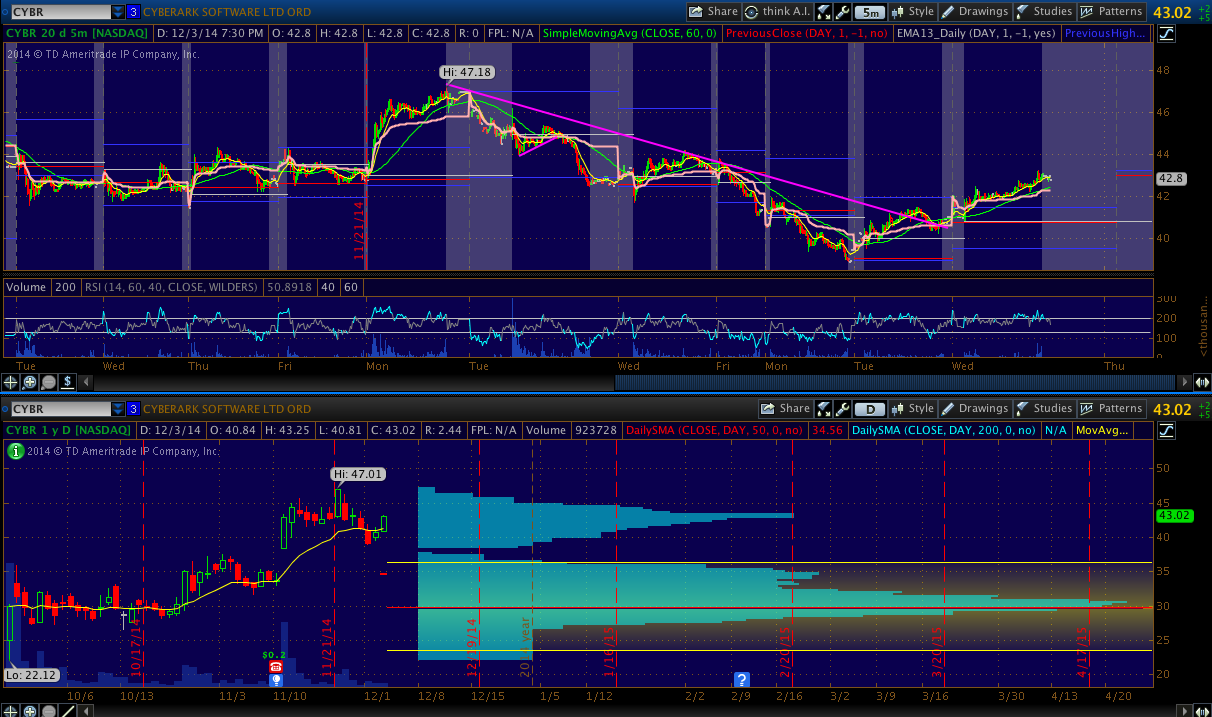 CYBR 3 CYBERARK SOFTWARE LTD ORD Share think A.I. 5m Style Drawings Studies Patterns 43.02 +2 +5
CYBR 20 d 5m [NASDAQ] D: 12/3/14 7:30 PM O: 42.8 H: 42.8 L: 42.8 C: 42.8 R: 0 FPL: N/A SimpleMovingAvg (CLOSE, 60, 0) PreviousClose (DAY, 1, -1, no) EMA13_Daily (DAY, 1, -1, yes) PreviousHigh...
2014 © TD Ameritrade IP Company, Inc.
Hi: 47.18
48
46
44
42.8
42
40
11/21/14
Volume 200 RSI (14, 60, 40, CLOSE, WILDERS) 50.8918 40 60
300
200
100
0
<thousan...
Tue Wed Thu Fri Mon Tue Wed Fri Mon Tue Wed Thu
$
CYBR 3 CYBERARK SOFTWARE LTD ORD Share D Style Drawings Studies Patterns 43.02 +2 +5
CYBR 1 y D [NASDAQ] D: 12/3/14 O: 40.84 H: 43.25 L: 40.81 C: 43.02 R: 2.44 FPL: N/A Volume 923728 DailySMA (CLOSE, DAY, 50, 0, no) 34.56 DailySMA (CLOSE, DAY, 200, 0, no) N/A MovAvg...
i 2014 © TD Ameritrade IP Company, Inc.
Hi: 47.01
50
45
43.02
40
35
30
25
20
10/17/14 11/21/14 1/16/15 2/20/15 3/20/15 4/17/15
$0.2
?
Lo: 22.12
10/6 10/13 11/3 11/10 12/1 12/8 12/15 1/5 1/12 2/2 2/9 2/16 3/2 3/9 3/16 3/30 4/13 4/20